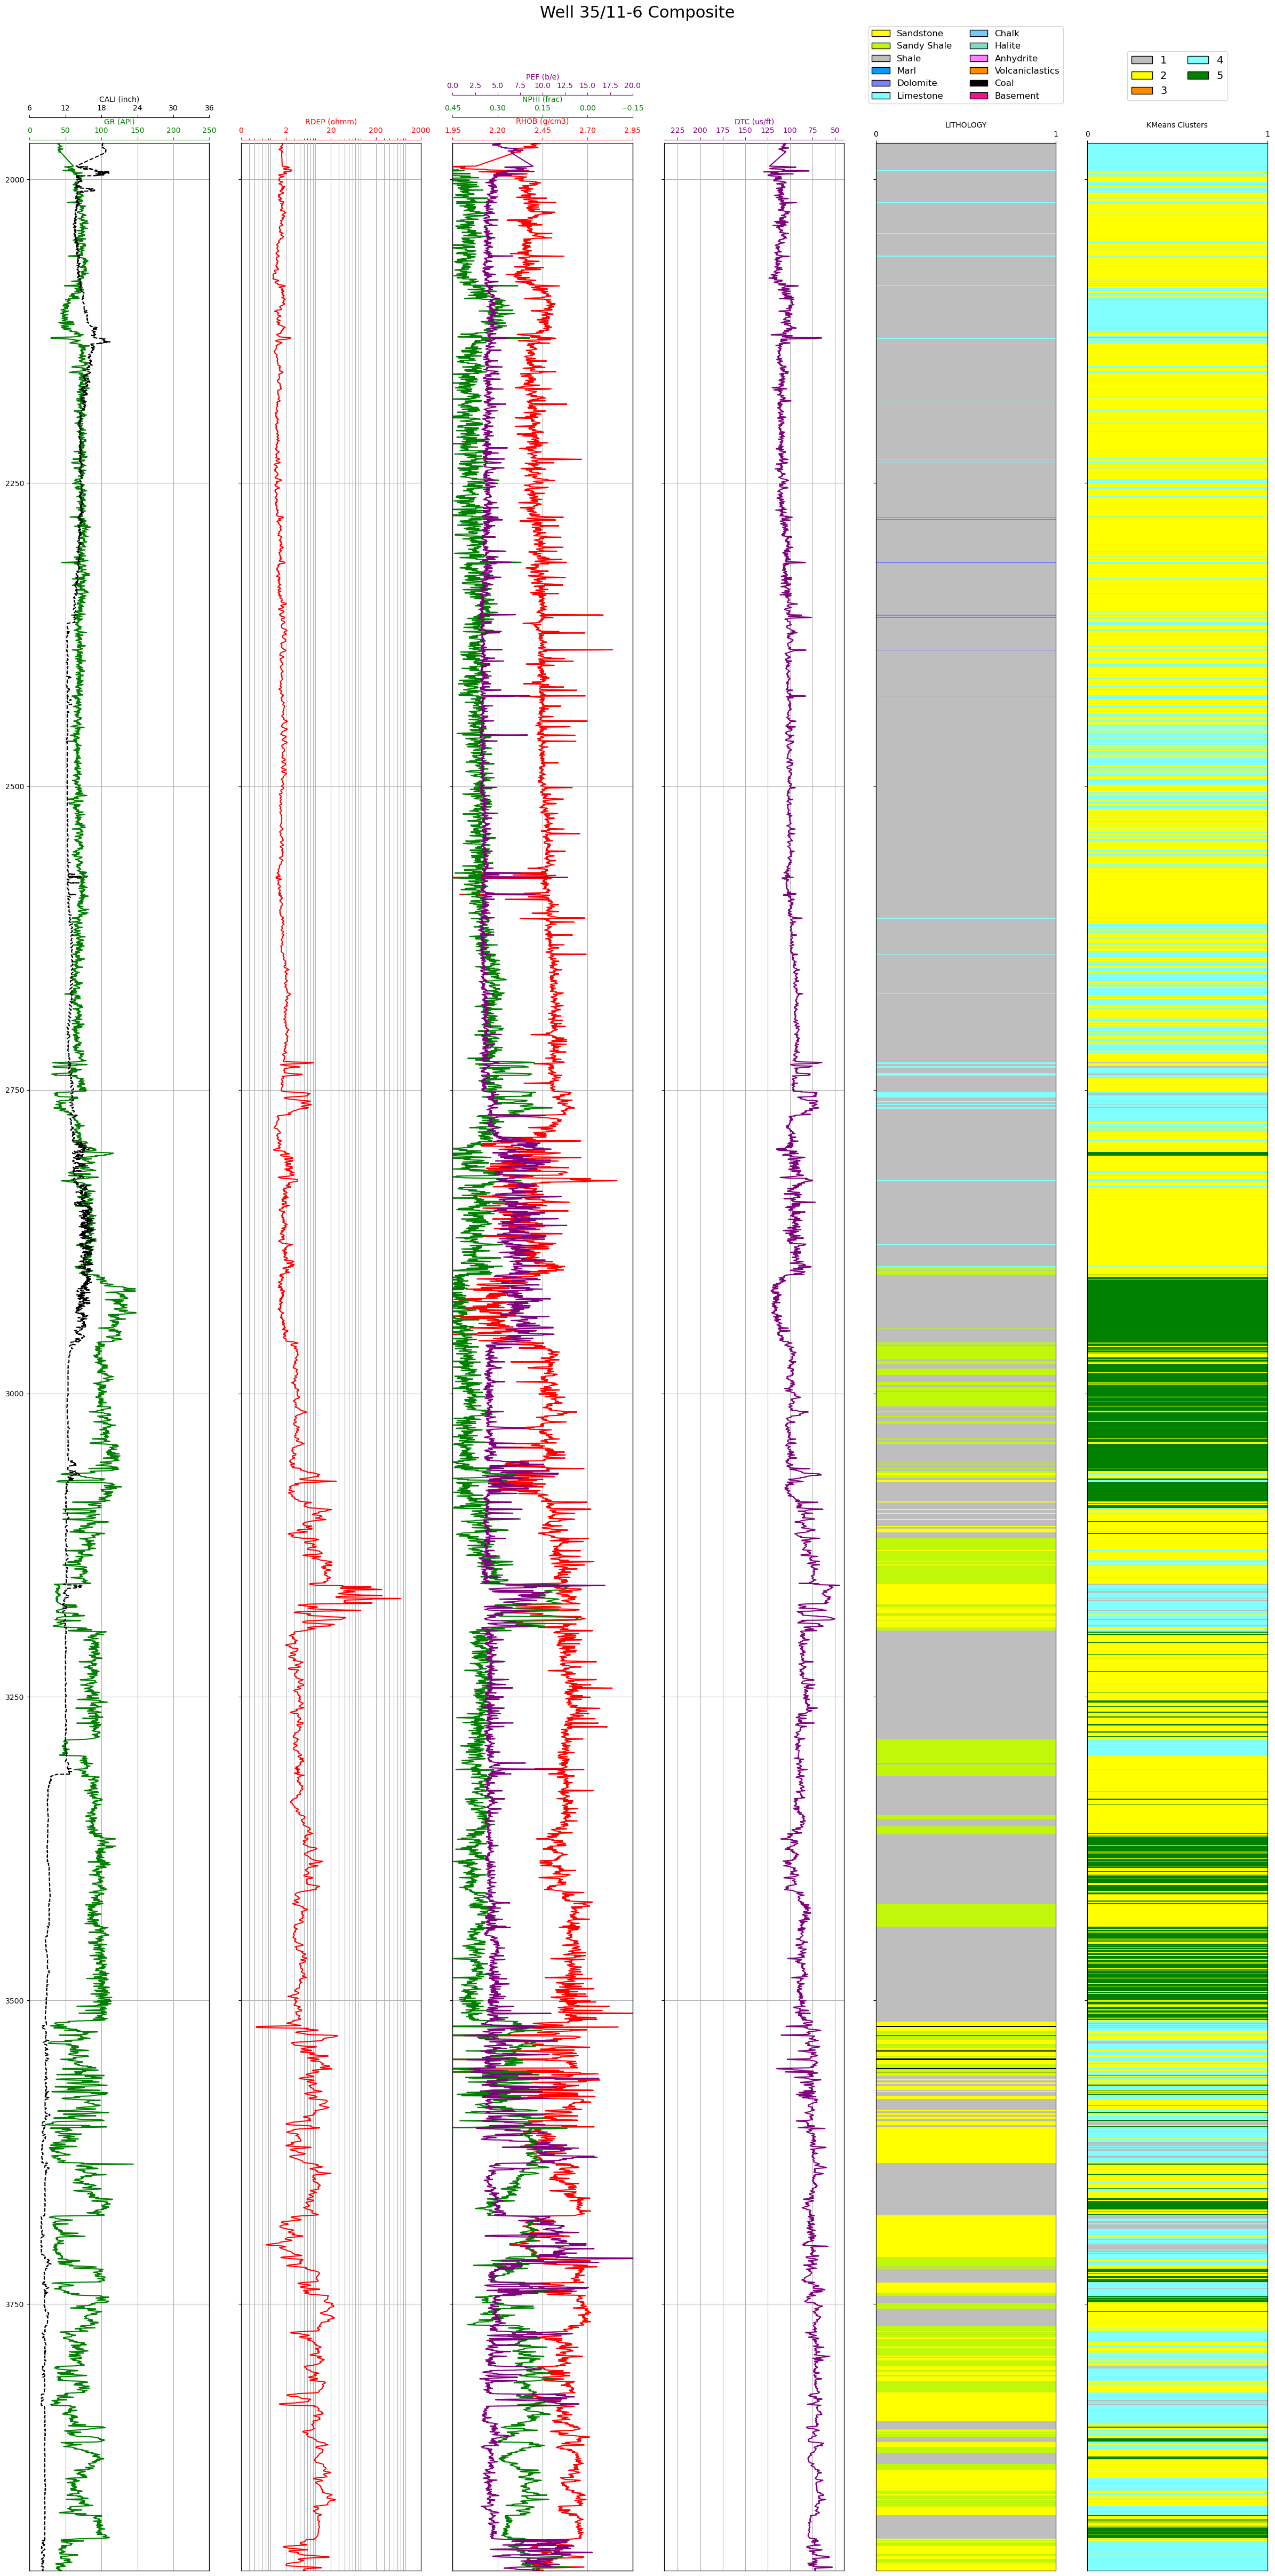 Well 35/11-6 Composite
Sandstone Chalk
Sandy Shale Halite
Shale Anhydrite
Marl Volcaniclastics
Dolomite Coal
Limestone Basement
1 4
2 5
3
PEF (b/e)
0.0 2.5 5.0 7.5 10.0 12.5 15.0 17.5 20.0
CALI (inch)
6 12 18 24 30 36
NPHI (frac)
0.45 0.30 0.15 0.00 −0.15
GR (API)
0 50 100 150 200 250
RDEP (ohmm)
0 2 20 200 2000
RHOB (g/cm3)
1.95 2.20 2.45 2.70 2.95
DTC (us/ft)
225 200 175 150 125 100 75 50
LITHOLOGY
0 1
KMeans Clusters
0 1
2000
2250
2500
2750
3000
3250
3500
3750